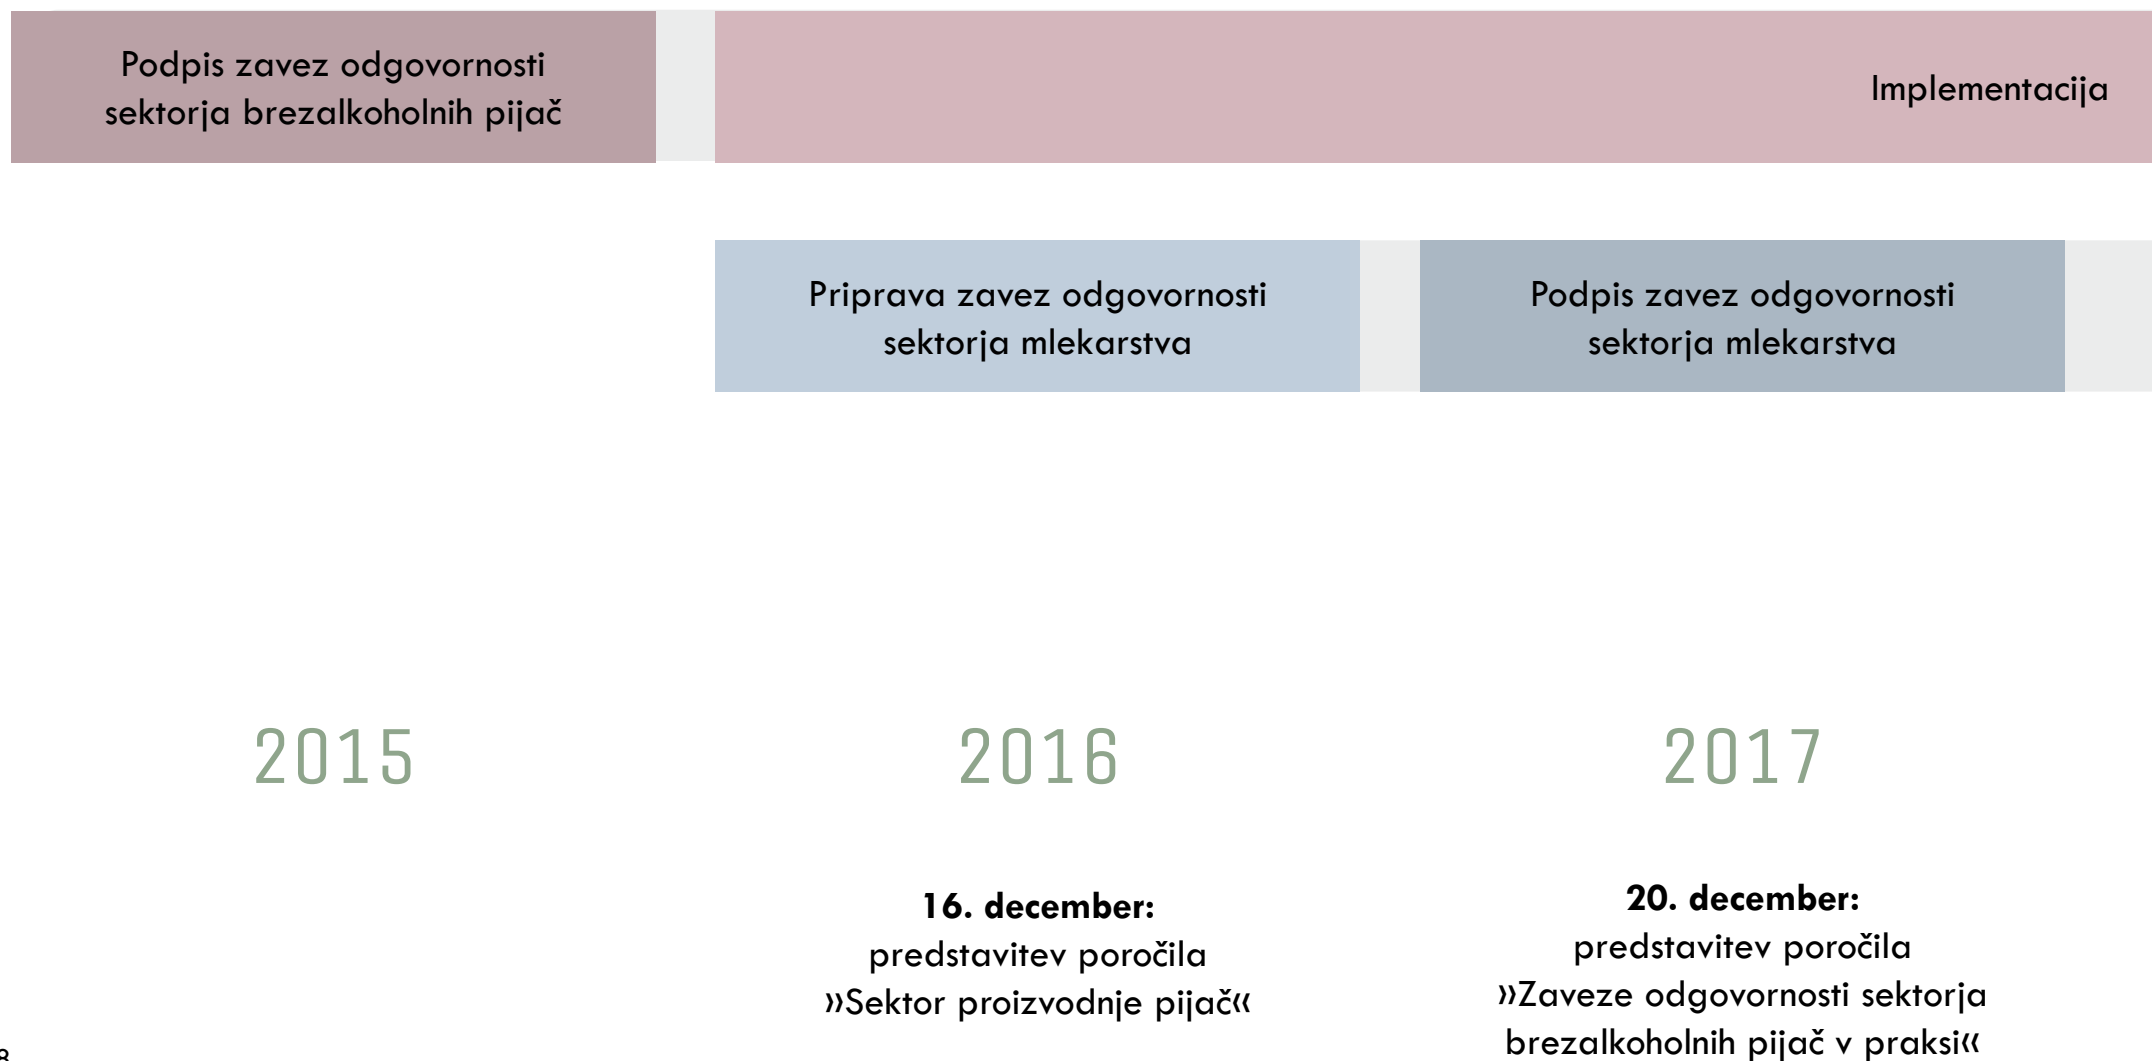 Podpis zavez odgovornosti
sektorja brezalkoholnih pijač
Implementacija
Priprava zavez odgovornosti
sektorja mlekarstva
Podpis zavez odgovornosti
sektorja mlekarstva
2015
2016
2017
16. december:
predstavitev poročila
»Sektor proizvodnje pijač«
20. december:
predstavitev poročila
»Zaveze odgovornosti sektorja
brezalkoholnih pijač v praksi«
8